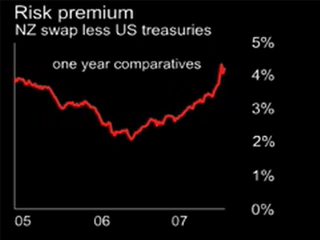 Risk premium
NZ swap less US treasuries
one year comparatives
5%
4%
3%
2%
1%
0%
05 06 07